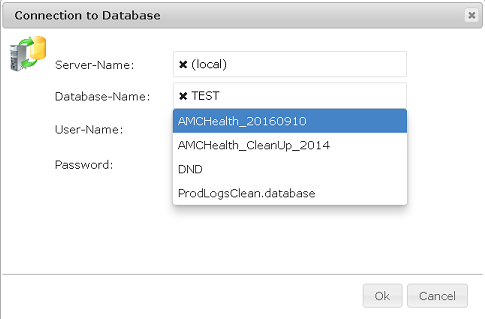 Connection to Database
Server-Name: ✖ (local)
Database-Name: ✖ TEST
AMCHealth_20160910
User-Name:
AMCHealth_CleanUp_2014
Password:
DND
ProdLogsClean.database
Ok Cancel